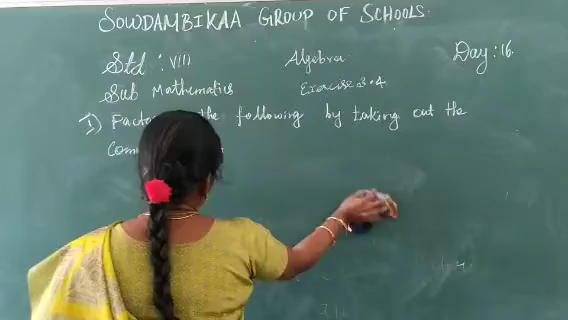 SOWDAMBIKAA GROUP OF SCHOOLS.
Std : VIII Algebra Day : 16.
Sub Mathematics Exercise 3.4
I) Facto the following by taking out the
Com